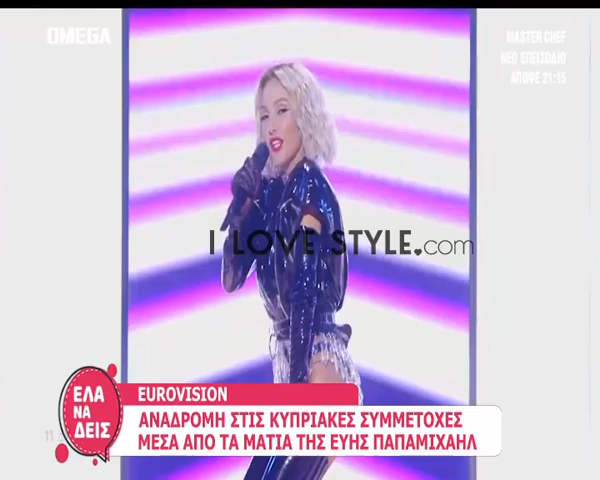 OMEGA
MASTER CHEF
ΝΕΟ ΕΠΕΙΣΟΔΙΟ
ΑΠΟΨΕ 21:15
I LOVE STYLE.com
EUROVISION
ΕΛΑ
ΝΑ
ΔΕΙΣ
ΑΝΑΔΡΟΜΗ ΣΤΙΣ ΚΥΠΡΙΑΚΕΣ ΣΥΜΜΕΤΟΧΕΣ
ΜΕΣΑ ΑΠΟ ΤΑ ΜΑΤΙΑ ΤΗΣ ΕΥΗΣ ΠΑΠΑΜΙΧΑΗΛ